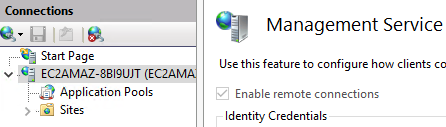 Connections
Start Page
EC2AMAZ-8BI9UJT (EC2AMA
Application Pools
Sites
Management Service
Use this feature to configure how clients co
Enable remote connections
Identity Credentials